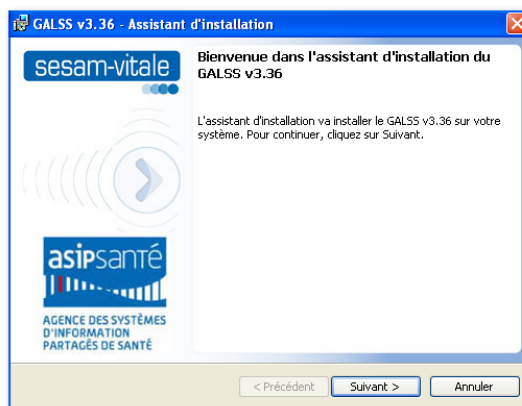 GALSS v3.36 - Assistant d'installation
sesam-vitale
Bienvenue dans l'assistant d'installation du
GALSS v3.36
L'assistant d'installation va installer le GALSS v3.36 sur votre
système. Pour continuer, cliquez sur Suivant.
asipsanté
AGENCE DES SYSTÈMES
D'INFORMATION
PARTAGÉS DE SANTÉ
< Précédent
Suivant >
Annuler